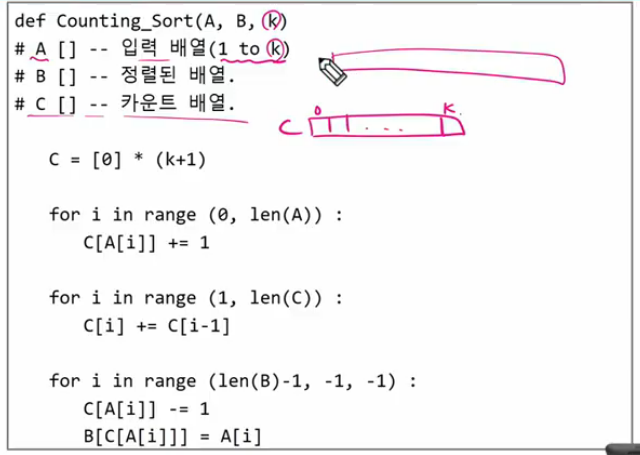 def Counting_Sort(A, B, k)
# A [] -- 입력 배열(1 to k)
# B [] -- 정렬된 배열.
# C [] -- 카운트 배열.
0 K.
C ...
C = [0] * (k+1)
for i in range (0, len(A)) :
C[A[i]] += 1
for i in range (1, len(C)) :
C[i] += C[i-1]
for i in range (len(B)-1, -1, -1) :
C[A[i]] -= 1
B[C[A[i]]] = A[i]